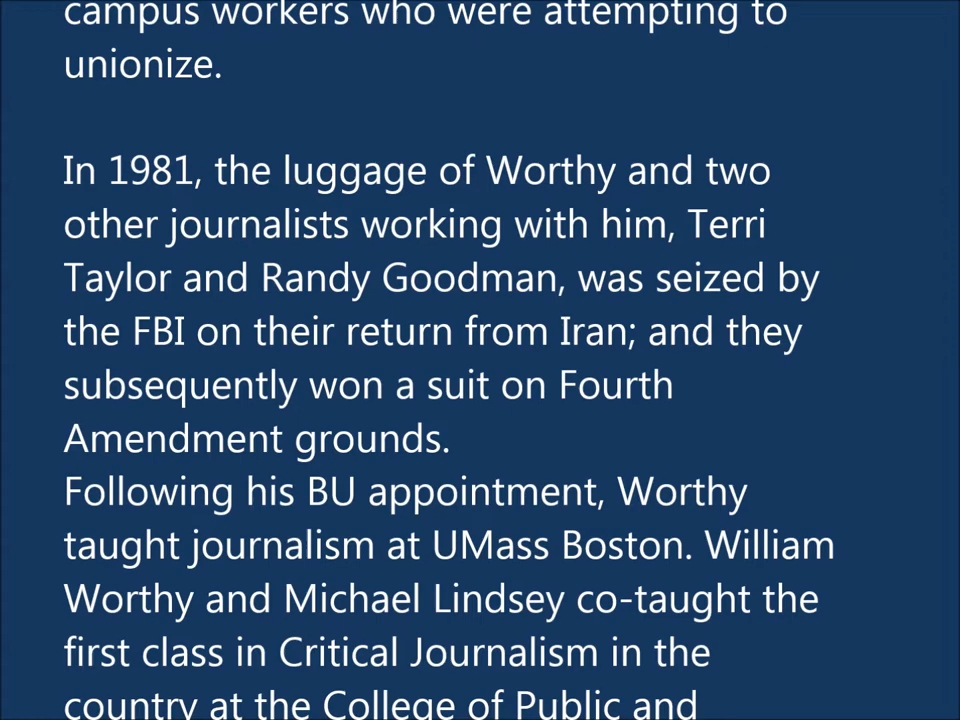 campus workers who were attempting to
unionize.
In 1981, the luggage of Worthy and two
other journalists working with him, Terri
Taylor and Randy Goodman, was seized by
the FBI on their return from Iran; and they
subsequently won a suit on Fourth
Amendment grounds.
Following his BU appointment, Worthy
taught journalism at UMass Boston. William
Worthy and Michael Lindsey co-taught the
first class in Critical Journalism in the
country at the College of Public and